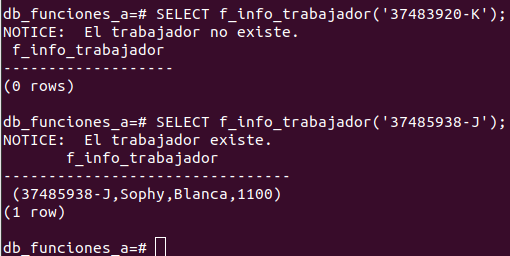 db_funciones_a=# SELECT f_info_trabajador('37483920-K');
NOTICE:  El trabajador no existe.
 f_info_trabajador
-------------------
(0 rows)

db_funciones_a=# SELECT f_info_trabajador('37485938-J');
NOTICE:  El trabajador existe.
       f_info_trabajador
--------------------------------
 (37485938-J,Sophy,Blanca,1100)
(1 row)

db_funciones_a=#